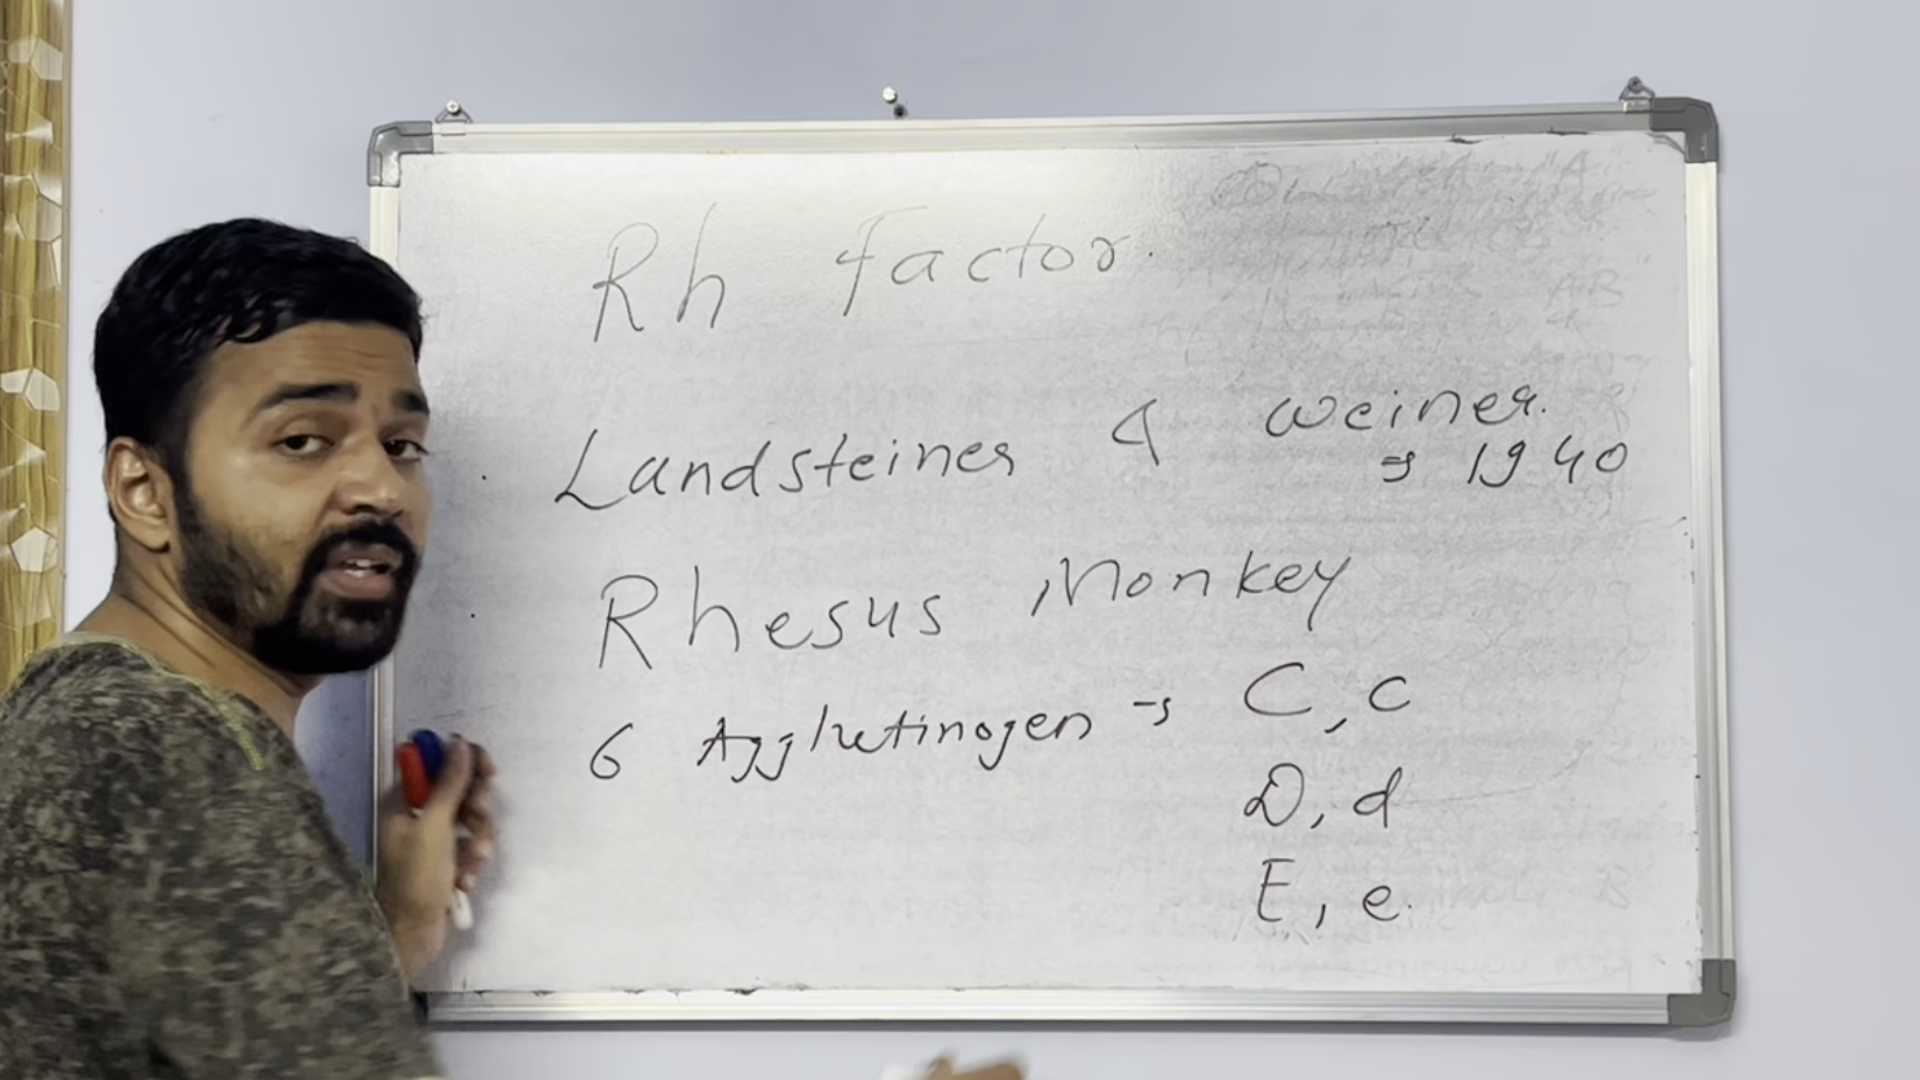 Rh Factor.
Landsteiner & Weiner.
⇒ 1940
Rhesus Monkey
6 Agglutinogen → C, c
D, d
E, e.